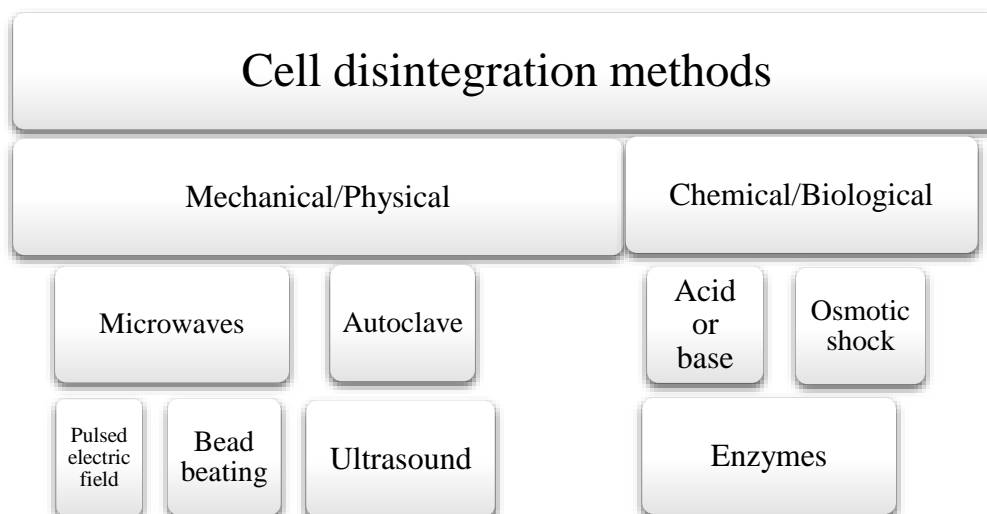 Cell disintegration methods
Mechanical/Physical
Chemical/Biological
Microwaves
Autoclave
Acid
or
base
Osmotic
shock
Pulsed
electric
field
Bead
beating
Ultrasound
Enzymes